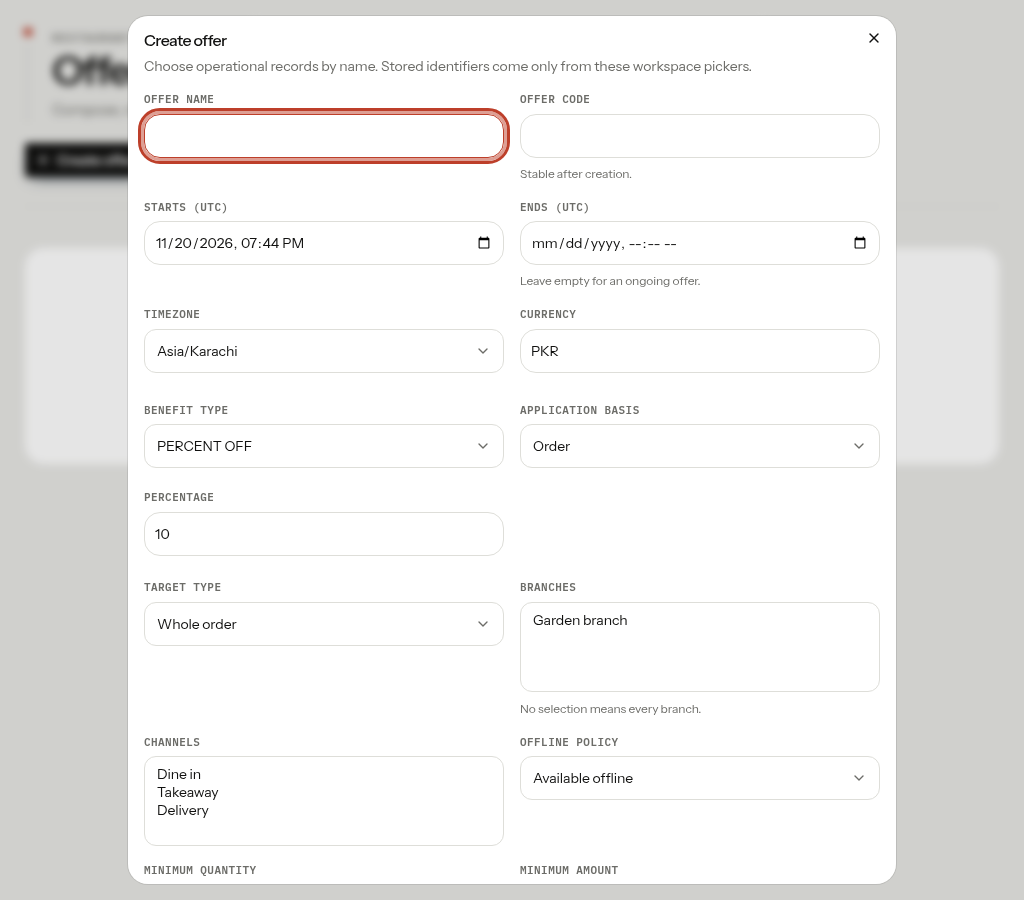 Create offer
Choose operational records by name. Stored identifiers come only from these workspace pickers.
OFFER NAME
OFFER CODE
Stable after creation.
STARTS (UTC)
ENDS (UTC)
11/20/2026, 07:44 PM
mm/dd/yyyy, --:-- --
Leave empty for an ongoing offer.
TIMEZONE
CURRENCY
Asia/Karachi
PKR
BENEFIT TYPE
APPLICATION BASIS
PERCENT OFF
Order
PERCENTAGE
10
TARGET TYPE
BRANCHES
Whole order
Garden branch
No selection means every branch.
CHANNELS
OFFLINE POLICY
Dine in
Takeaway
Delivery
Available offline
MINIMUM QUANTITY
MINIMUM AMOUNT